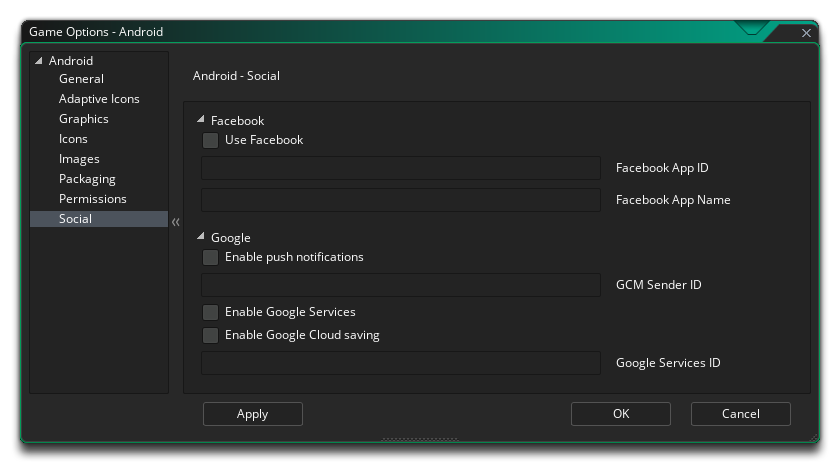 Game Options - Android
Android
General
Adaptive Icons
Graphics
Icons
Images
Packaging
Permissions
Social
Android - Social
Facebook
Use Facebook
Facebook App ID
Facebook App Name
Google
Enable push notifications
GCM Sender ID
Enable Google Services
Enable Google Cloud saving
Google Services ID
Apply
OK
Cancel